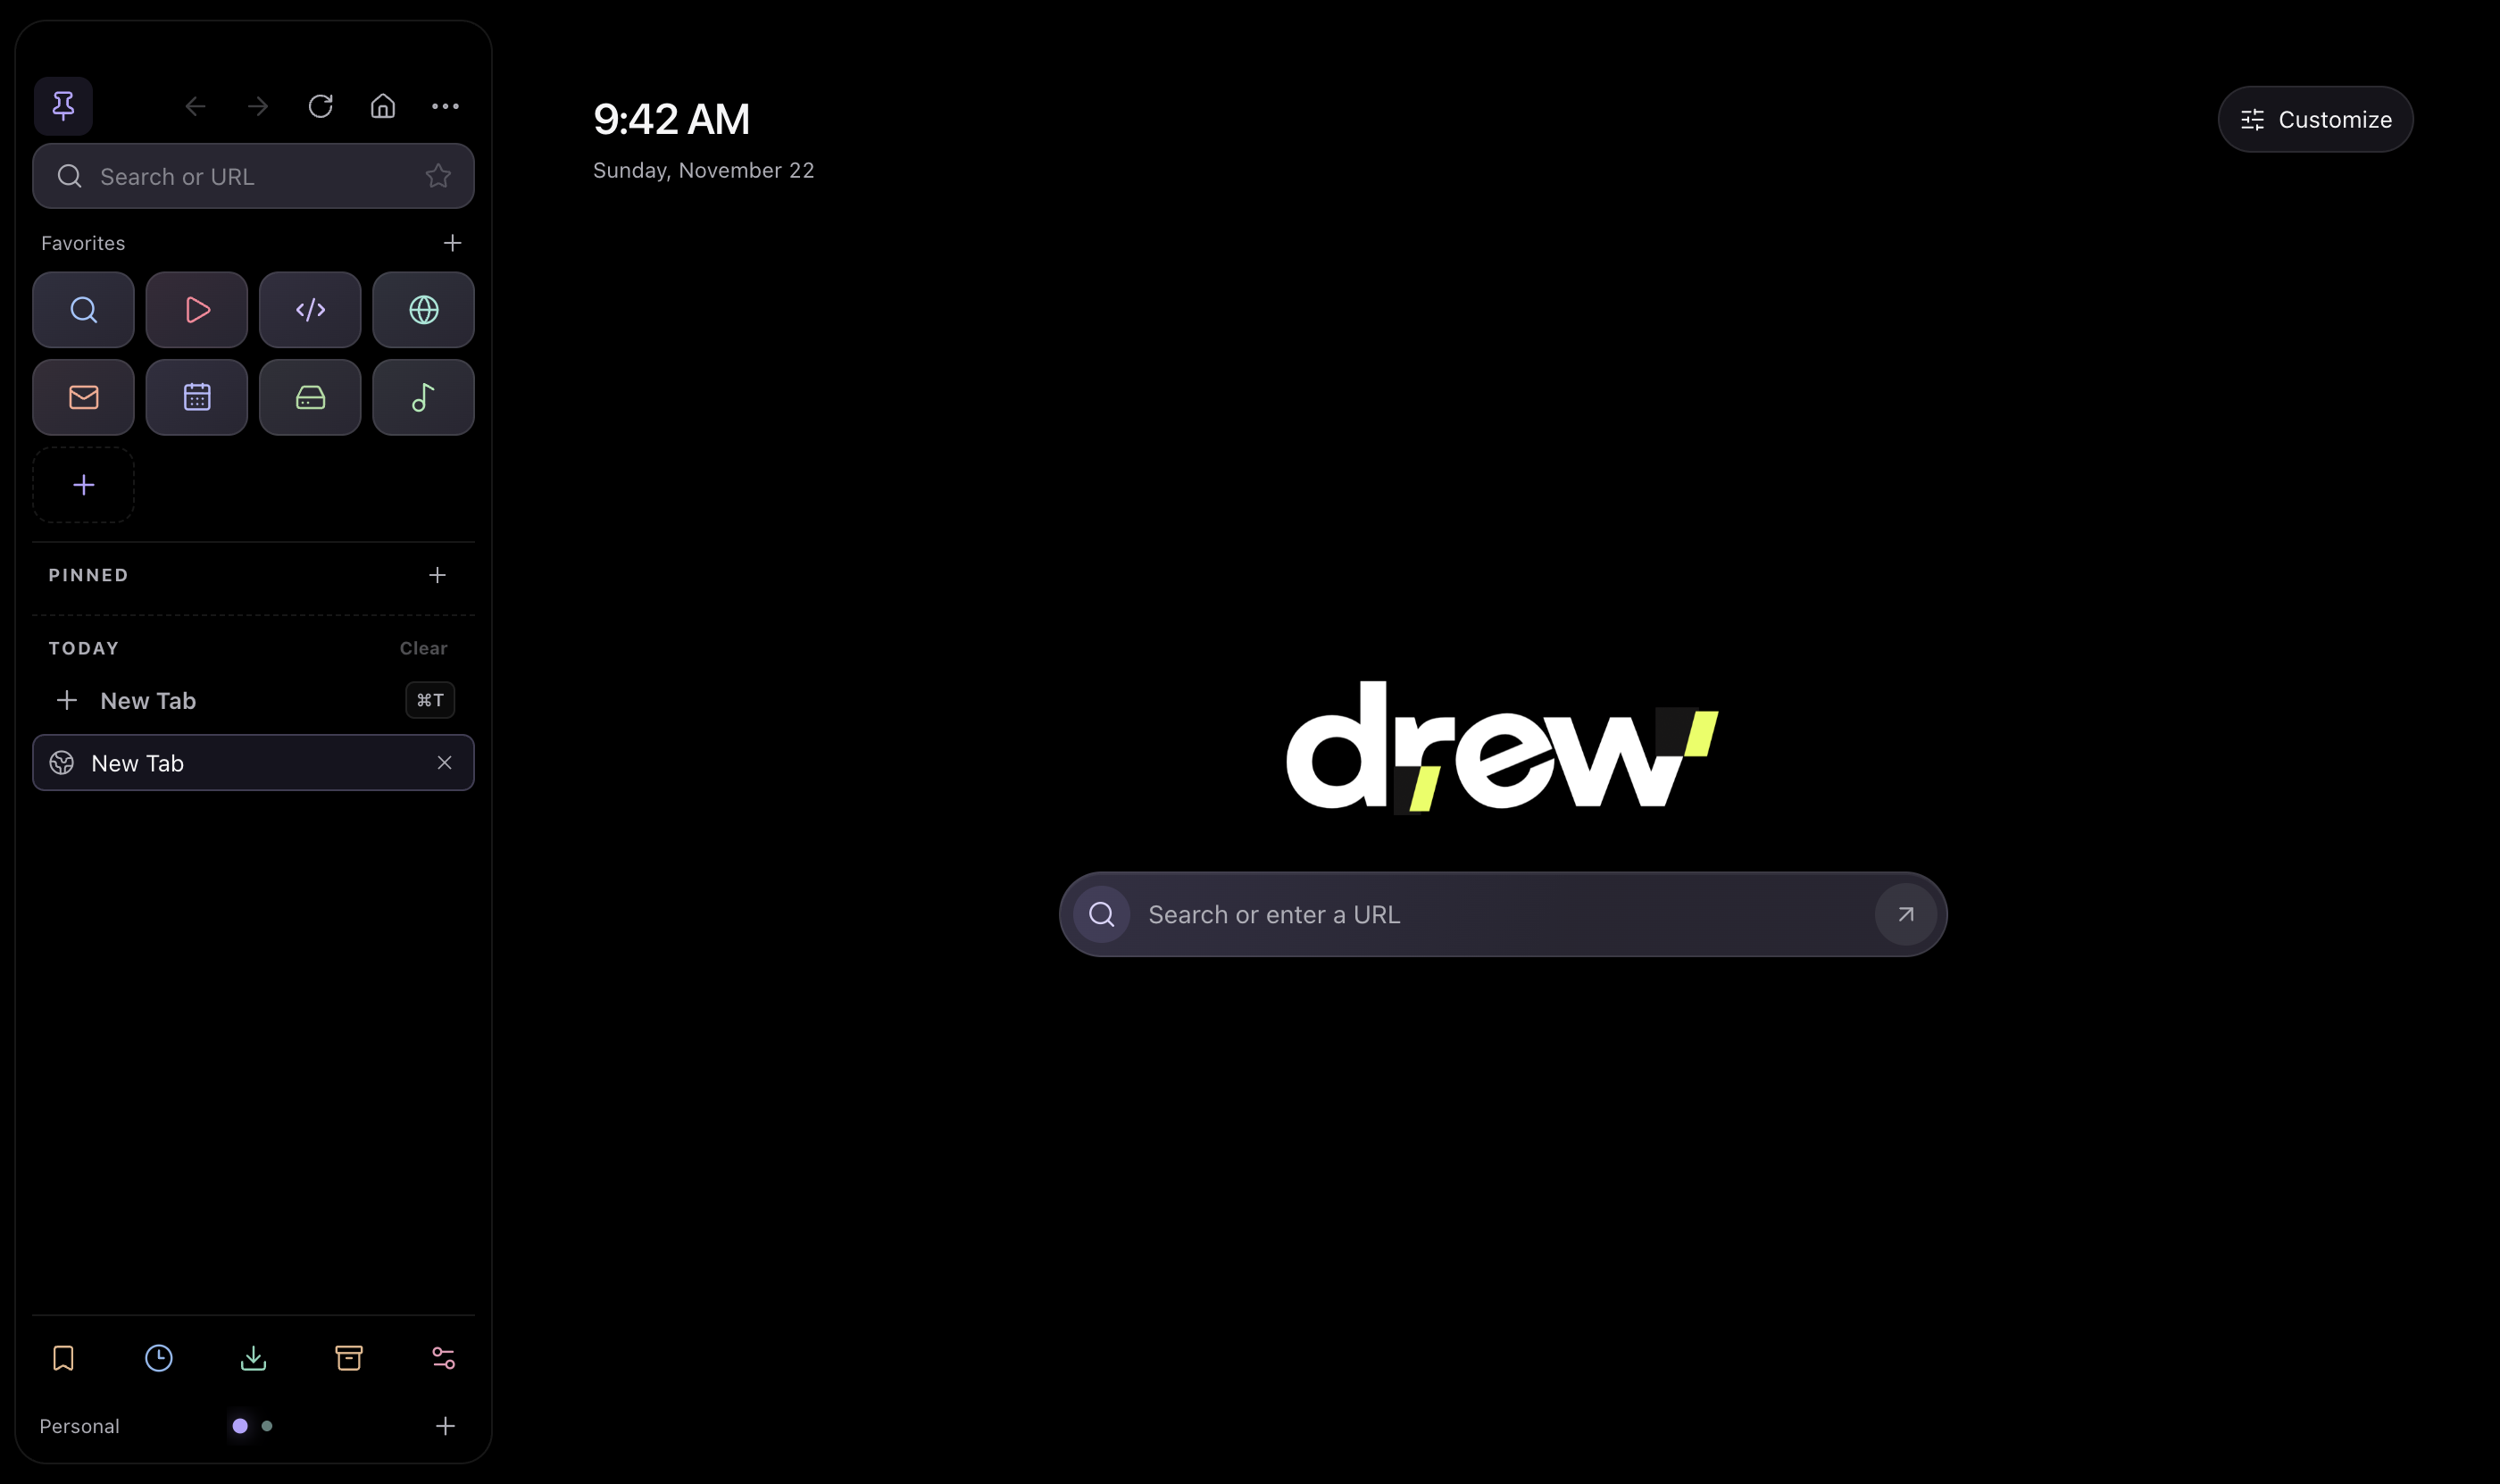 Search or URL
Favorites
PINNED
TODAY
Clear
New Tab
⌘T
New Tab
Personal
9:42 AM
Sunday, November 22
Customize
drew
Search or enter a URL